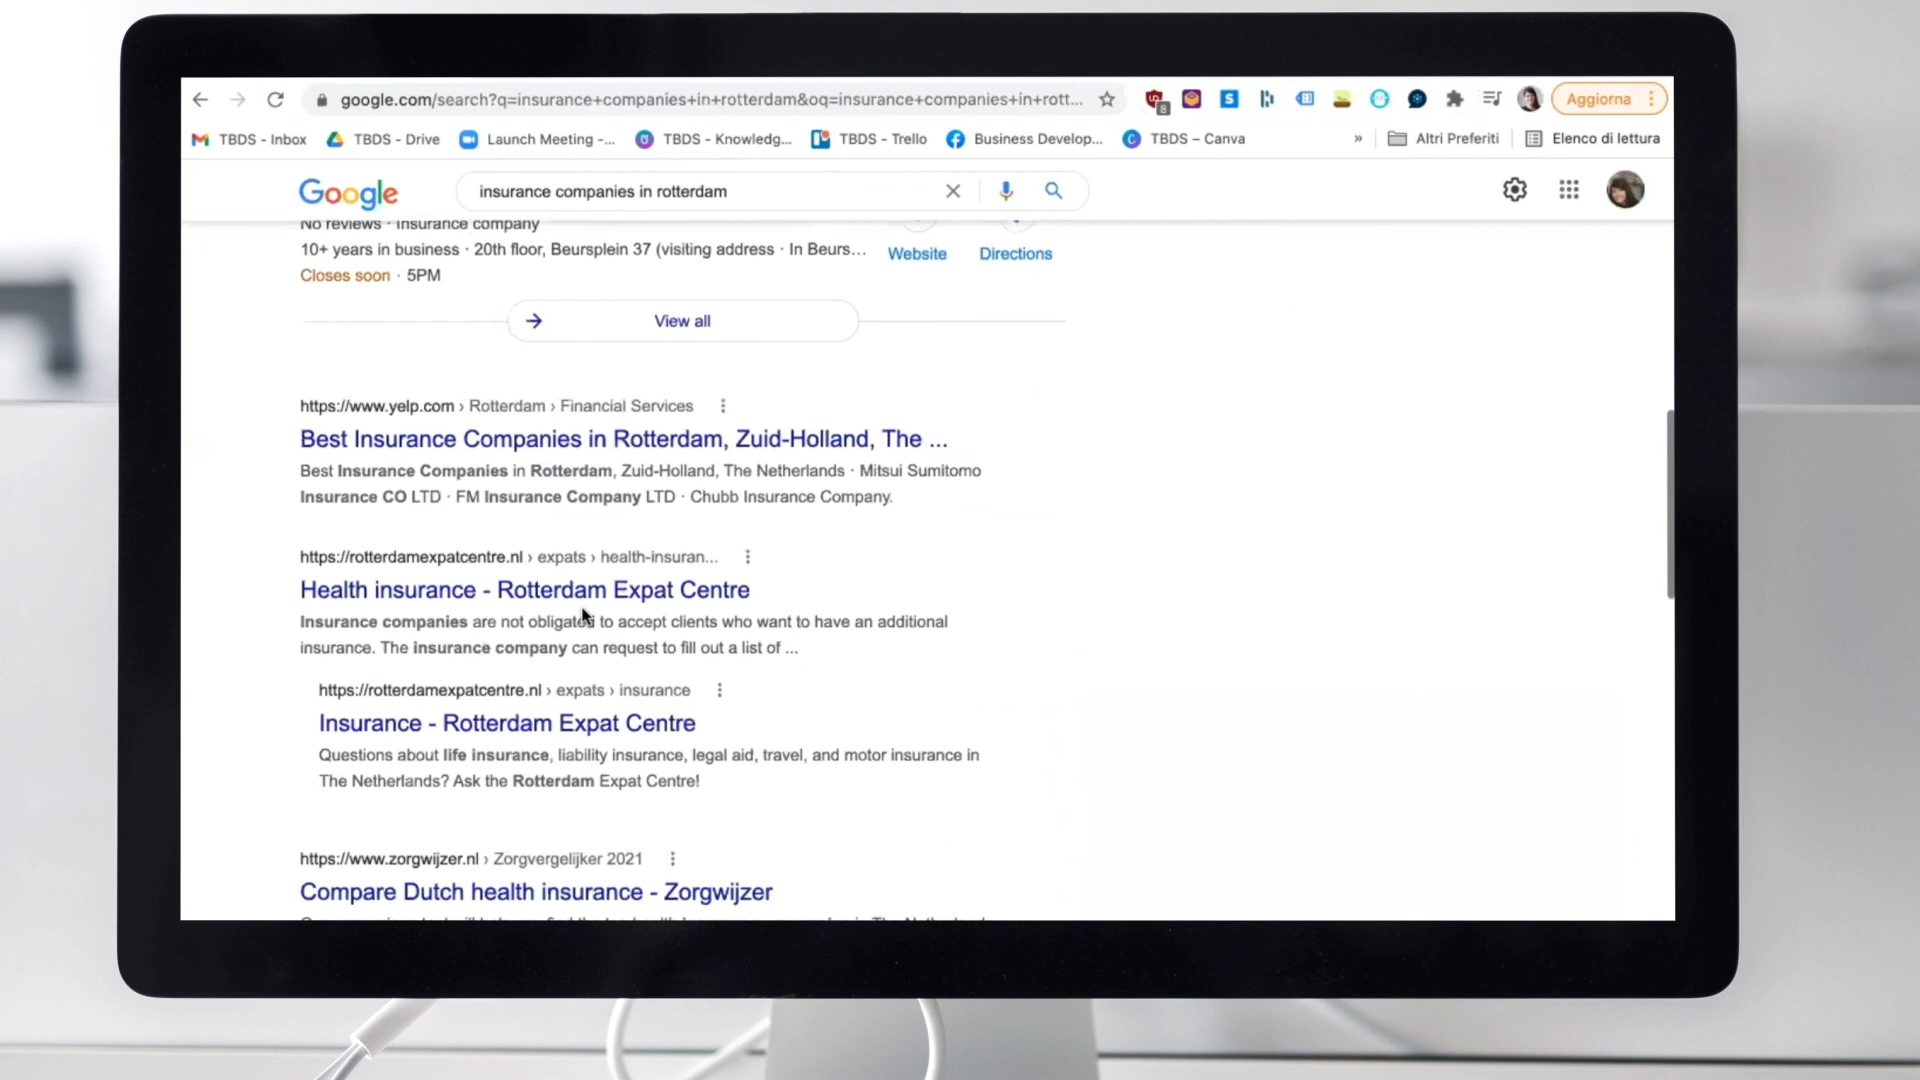 google.com/search?q=insurance+companies+in+rotterdam&oq=insurance+companies+in+rott...
8
Aggiorna
TBDS - Inbox
TBDS - Drive
Launch Meeting -...
TBDS - Knowledg...
TBDS - Trello
Business Develop...
TBDS – Canva
»
Altri Preferiti
Elenco di lettura
Google
insurance companies in rotterdam
No reviews · Insurance company
10+ years in business · 20th floor, Beursplein 37 (visiting address · In Beurs...
Website
Directions
Closes soon · 5PM
View all
https://www.yelp.com › Rotterdam › Financial Services
Best Insurance Companies in Rotterdam, Zuid-Holland, The ...
Best Insurance Companies in Rotterdam, Zuid-Holland, The Netherlands · Mitsui Sumitomo
Insurance CO LTD · FM Insurance Company LTD · Chubb Insurance Company.
https://rotterdamexpatcentre.nl › expats › health-insuran...
Health insurance - Rotterdam Expat Centre
Insurance companies are not obligated to accept clients who want to have an additional
insurance. The insurance company can request to fill out a list of ...
https://rotterdamexpatcentre.nl › expats › insurance
Insurance - Rotterdam Expat Centre
Questions about life insurance, liability insurance, legal aid, travel, and motor insurance in
The Netherlands? Ask the Rotterdam Expat Centre!
https://www.zorgwijzer.nl › Zorgvergelijker 2021
Compare Dutch health insurance - Zorgwijzer